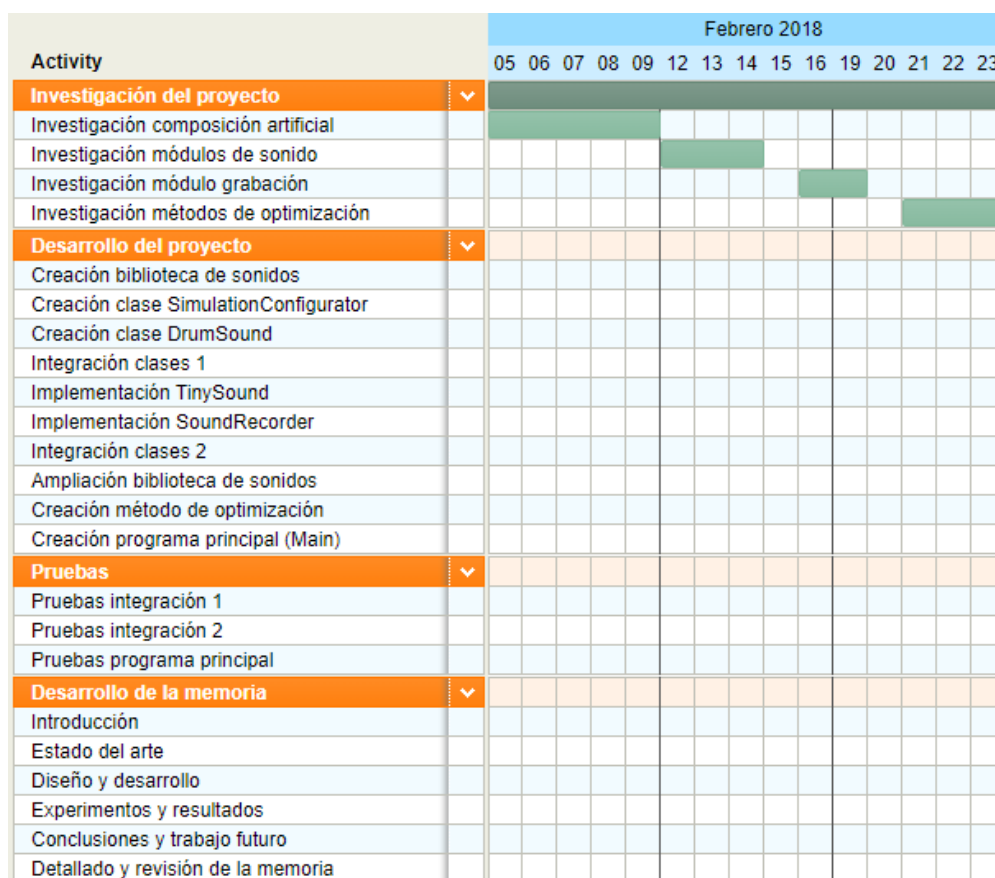 Febrero 2018
Activity 05 06 07 08 09 12 13 14 15 16 19 20 21 22 23
Investigación del proyecto
Investigación composición artificial
Investigación módulos de sonido
Investigación módulo grabación
Investigación métodos de optimización
Desarrollo del proyecto
Creación biblioteca de sonidos
Creación clase SimulationConfigurator
Creación clase DrumSound
Integración clases 1
Implementación TinySound
Implementación SoundRecorder
Integración clases 2
Ampliación biblioteca de sonidos
Creación método de optimización
Creación programa principal (Main)
Pruebas
Pruebas integración 1
Pruebas integración 2
Pruebas programa principal
Desarrollo de la memoria
Introducción
Estado del arte
Diseño y desarrollo
Experimentos y resultados
Conclusiones y trabajo futuro
Detallado y revisión de la memoria